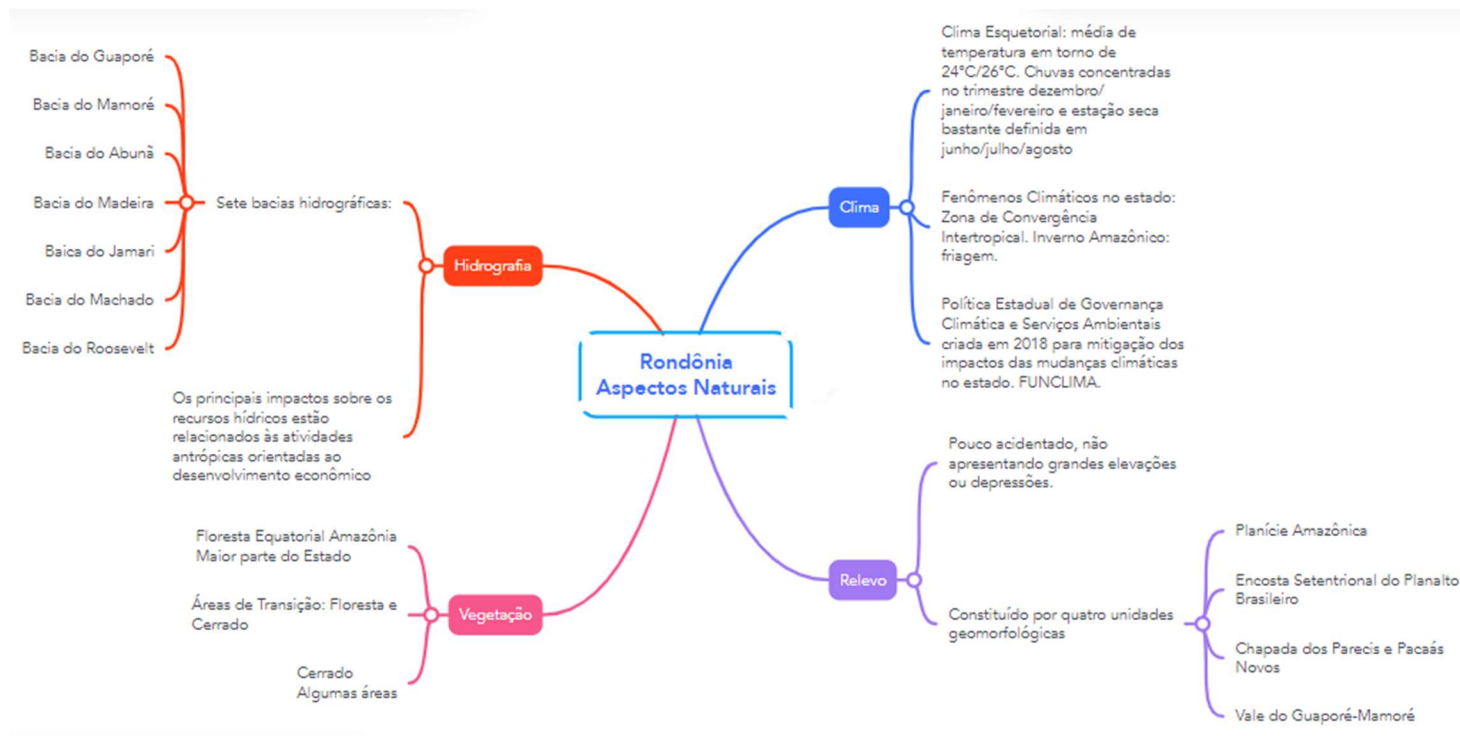 Rondônia
Aspectos Naturais
Hidrografia
Sete bacias hidrográficas:
Bacia do Guaporé
Bacia do Mamoré
Bacia do Abunã
Bacia do Madeira
Baica do Jamari
Bacia do Machado
Bacia do Roosevelt
Os principais impactos sobre os
recursos hídricos estão
relacionados às atividades
antrópicas orientadas ao
desenvolvimento econômico
Vegetação
Floresta Equatorial Amazônia
Maior parte do Estado
Áreas de Transição: Floresta e
Cerrado
Cerrado
Algumas áreas
Clima
Clima Esquetorial: média de
temperatura em torno de
24°C/26°C. Chuvas concentradas
no trimestre dezembro/
janeiro/fevereiro e estação seca
bastante definida em
junho/julho/agosto
Fenômenos Climáticos no estado:
Zona de Convergência
Intertropical. Inverno Amazônico:
friagem.
Política Estadual de Governança
Climática e Serviços Ambientais
criada em 2018 para mitigação dos
impactos das mudanças climáticas
no estado. FUNCLIMA.
Relevo
Pouco acidentado, não
apresentando grandes elevações
ou depressões.
Constituído por quatro unidades
geomorfológicas
Planície Amazônica
Encosta Setentrional do Planalto
Brasileiro
Chapada dos Parecis e Pacaás
Novos
Vale do Guaporé-Mamoré